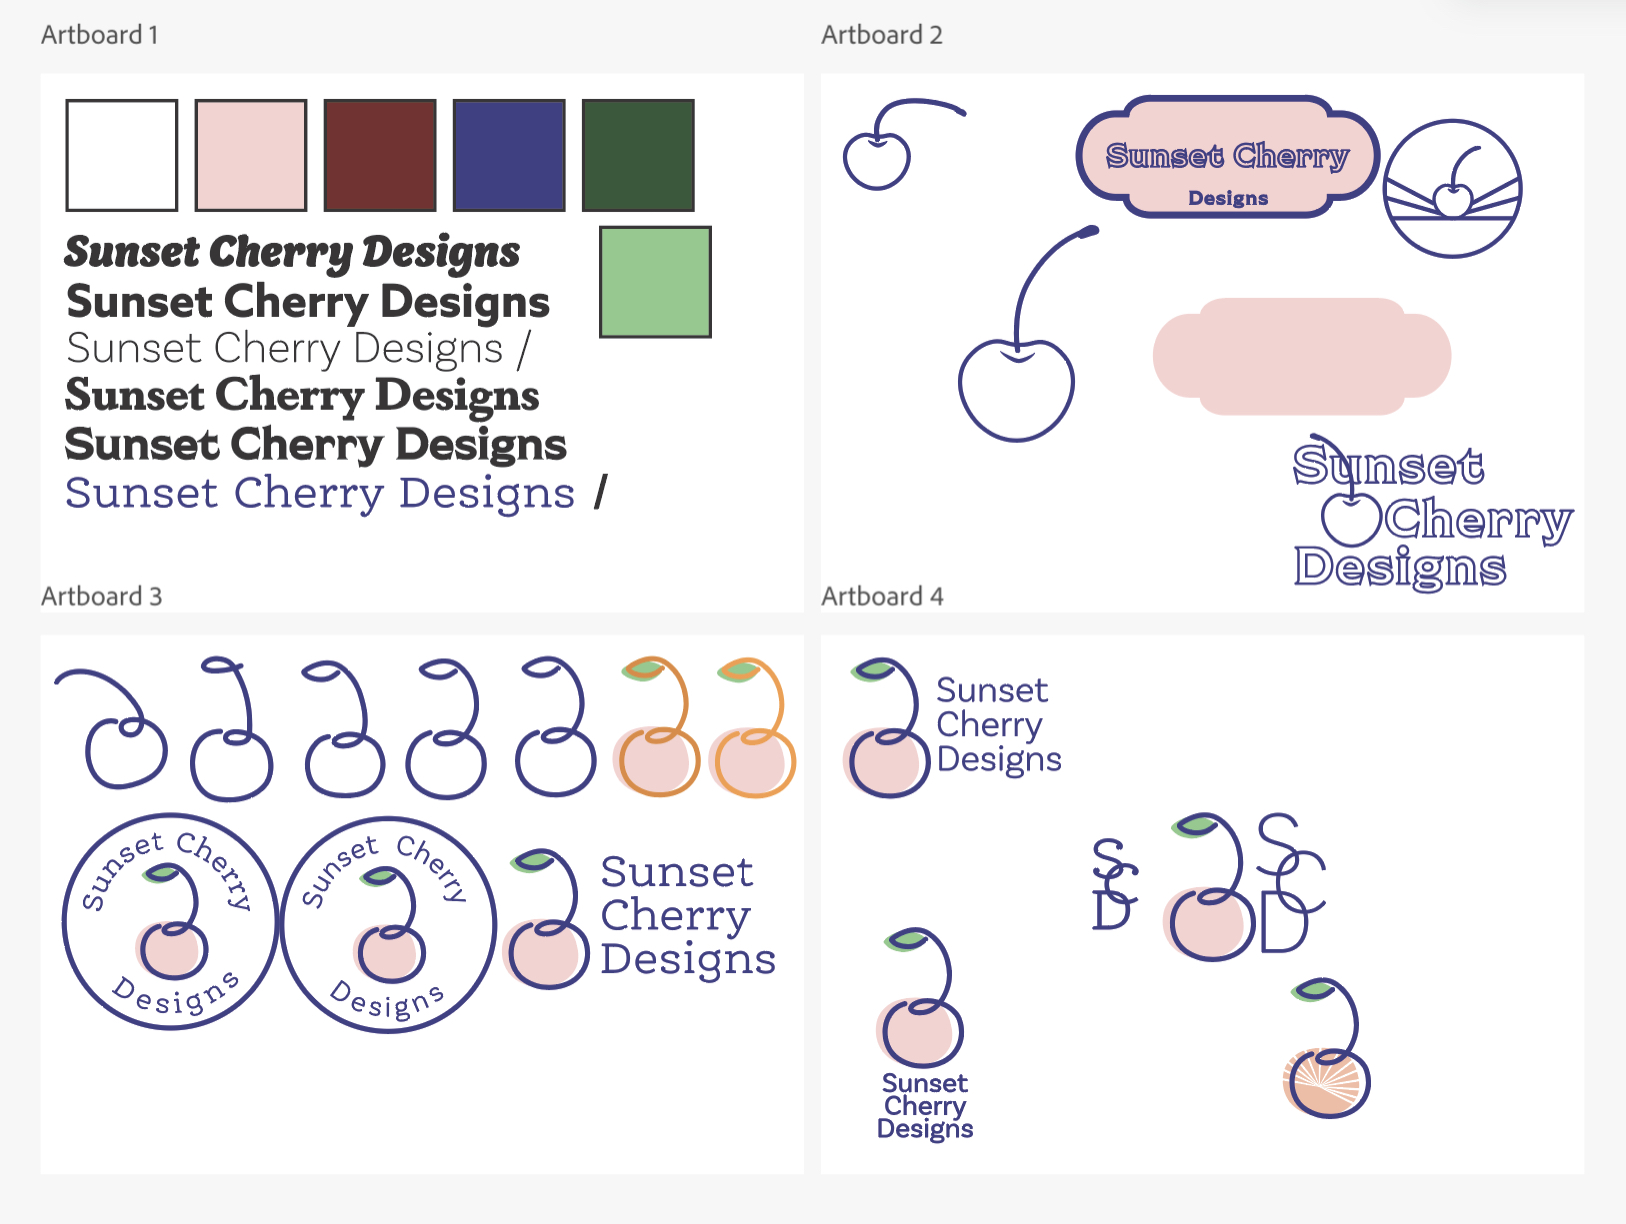 Artboard 1
Sunset Cherry Designs
Sunset Cherry Designs
Sunset Cherry Designs /
Sunset Cherry Designs
Sunset Cherry Designs
Sunset Cherry Designs /
Artboard 2
Sunset Cherry
Designs
Sunset
Cherry
Designs
Artboard 3
Sunset Cherry
Designs
Sunset Cherry
Designs
Sunset
Cherry
Designs
Artboard 4
Sunset
Cherry
Designs
S
C
D
S
C
D
Sunset
Cherry
Designs